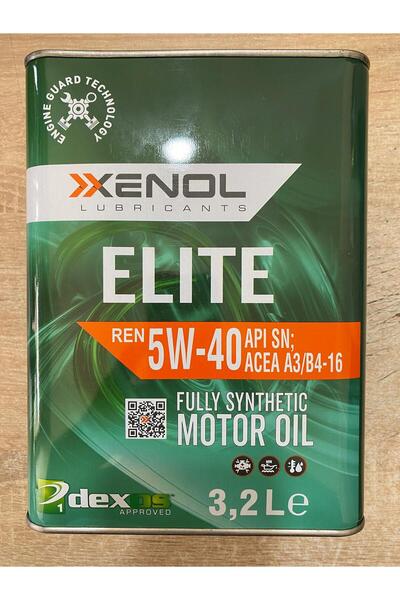 ENGINE GUARD TECHNOLOGY
XENOL
LUBRICANTS
ELITE
REN 5W-40 API SN;
ACEA A3/B4-16
FULLY SYNTHETIC
MOTOR OIL
1 dexos
APPROVED
3,2 L e